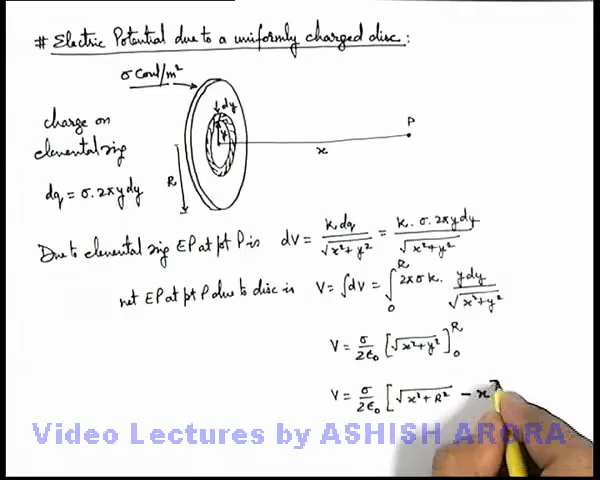 # Electric Potential due to a uniformly charged disc :
σ Coul/m²
dy
y
P
x
R
charge on
elemental ring
dq = σ.2πy dy
Due to elemental ring EP at pt P is dV = k dq / √x²+y² = k. σ. 2πy dy / √x²+y²
net EP at pt P due to disc is V = ∫dV = ∫₀ᴿ 2πσk. y dy / √x²+y²
V = σ/2ϵ₀ [√x²+y²]₀ᴿ
V = σ/2ϵ₀ [√x²+R² - x]
Video Lectures by ASHISH ARORA